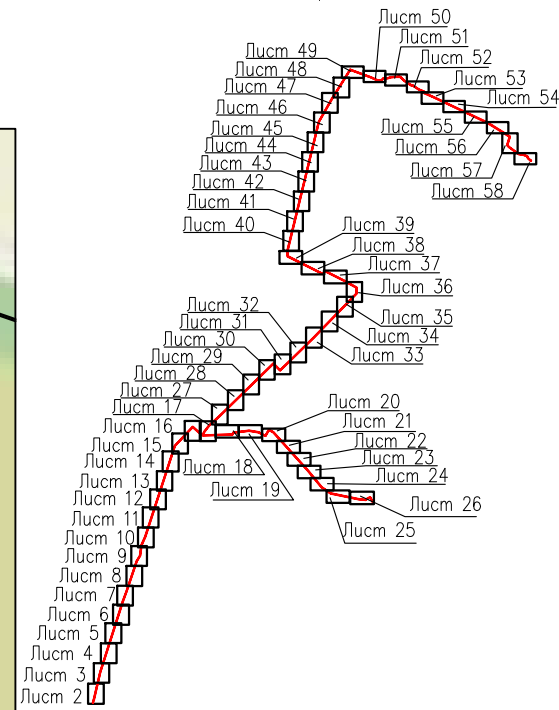 Лист 50
Лист 51
Лист 49
Лист 52
Лист 48
Лист 53
Лист 47
Лист 54
Лист 46
Лист 55
Лист 45
Лист 56
Лист 44
Лист 43
Лист 57
Лист 42
Лист 58
Лист 41
Лист 40
Лист 39
Лист 38
Лист 37
Лист 36
Лист 32
Лист 35
Лист 31
Лист 34
Лист 30
Лист 33
Лист 29
Лист 28
Лист 27
Лист 20
Лист 17
Лист 21
Лист 16
Лист 22
Лист 15
Лист 23
Лист 14
Лист 18
Лист 24
Лист 13
Лист 19
Лист 12
Лист 26
Лист 11
Лист 25
Лист 10
Лист 9
Лист 8
Лист 7
Лист 6
Лист 5
Лист 4
Лист 3
Лист 2